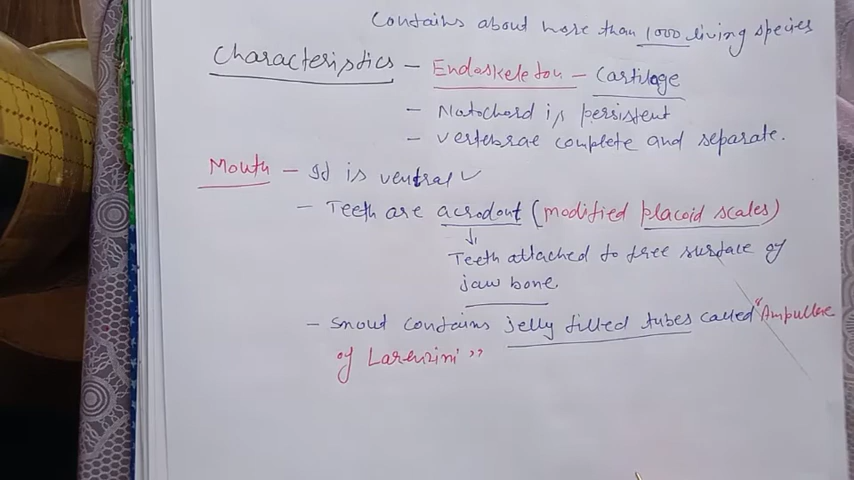 Contains about more than 1000 living species
Characteristics – Endoskeleton – Cartilage
– Notochord is persistent
– Vertebrae complete and separate.
Mouth – It is ventral ✓
– Teeth are acrodont (modified placoid scales)
↓
Teeth attached to free surface of
jaw bone.
– Snout contains jelly filled tubes called "Ampullae
of Lorenzini"